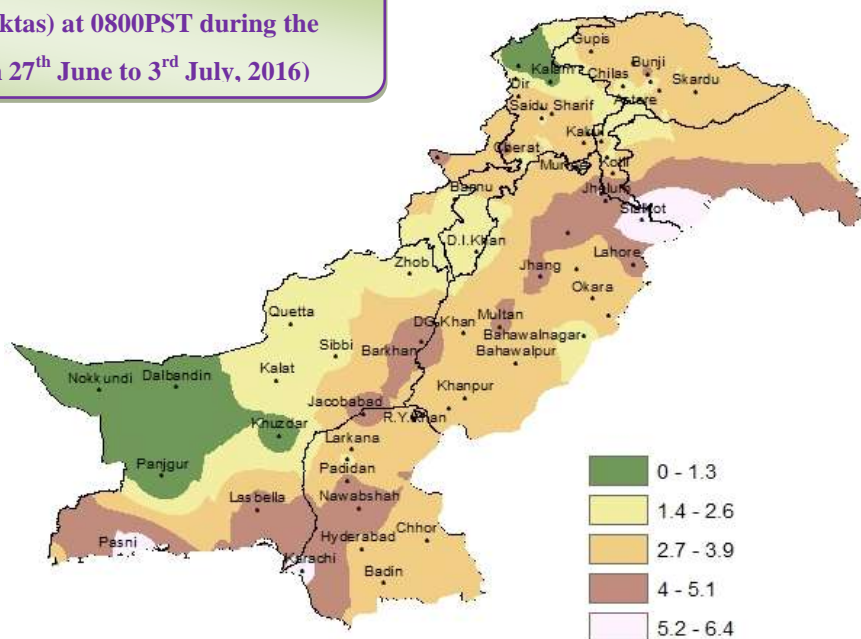 ktas) at 0800PST during the
27th June to 3rd July, 2016)
Gupis
Bunji
Kalam
Chilas
Skardu
Dir
Astore
Saidu Sharif
Kakul
Cherat
Kotli
Bannu
Jhelum
Sialkot
D.I.Khan
Zhob
Lahore
Jhang
Okara
Quetta
Multan
DG.Khan
Bahawalnagar
Sibbi
Barkhan
Bahawalpur
Kalat
Nokkundi Dalbandin
Khanpur
Jacobabad
R.Y.Khan
Khuzdar
Larkana
Panjgur
Padidan
Lasbella
Nawabshah
Chhor
Pasni
Hyderabad
Karachi
Badin
0 - 1.3
1.4 - 2.6
2.7 - 3.9
4 - 5.1
5.2 - 6.4